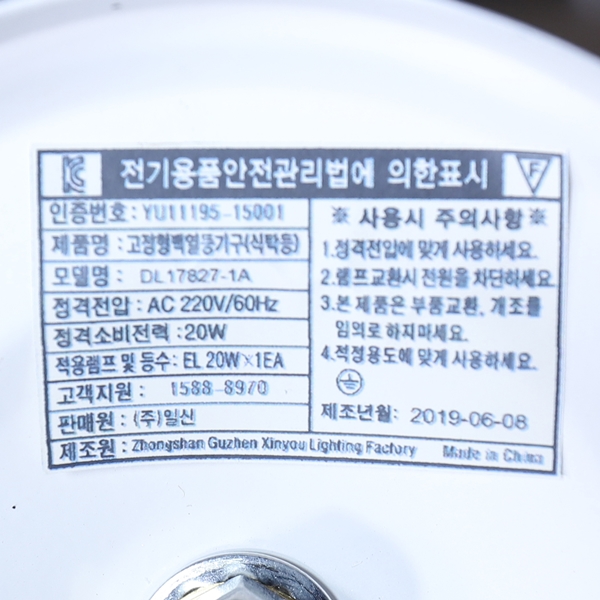 KC 전기용품안전관리법에 의한표시 F
인증번호 : YU11195-15001
제품명 : 고정형백열등기구(식탁등)
모델명 : DL17827-1A
정격전압 : AC 220V/60Hz
정격소비전력 : 20W
적용램프 및 등수 : EL 20W×1EA
고객지원 : 1588-8970
판매원 : (주)일신
※ 사용시 주의사항 ※
1.정격전압에 맞게 사용하세요.
2.램프교환시 전원을 차단하세요.
3.본 제품은 부품교환, 개조를
임의로 하지마세요.
4.적정용도에 맞게 사용하세요.
제조년월: 2019-06-08
제조원 : Zhongshan Guzhen Xinyou Lighting Factory Made in China